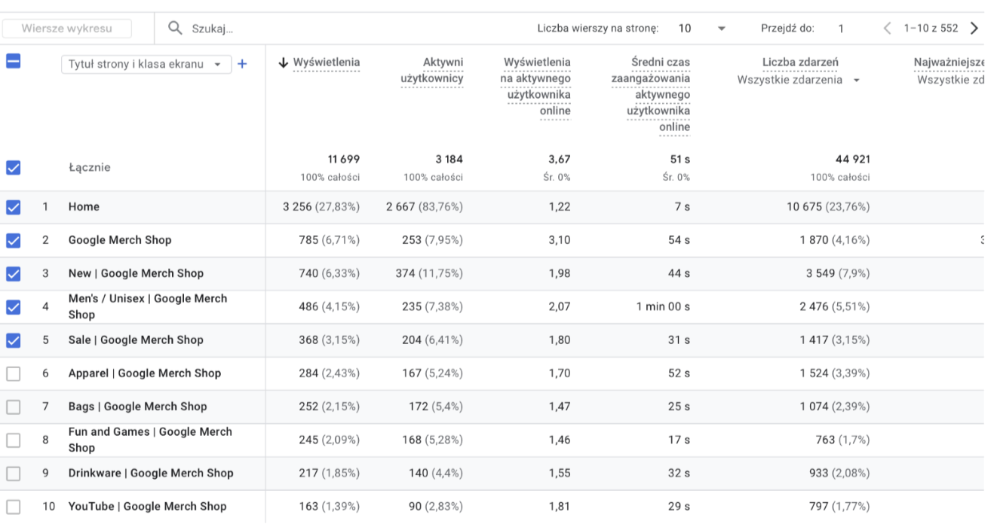 Wiersze wykresu
Szukaj...
Liczba wierszy na stronę: 10 Przejdź do: 1 1–10 z 552
Tytuł strony i klasa ekranu
Wyświetlenia
Aktywni użytkownicy
Wyświetlenia na aktywnego użytkownika online
Średni czas zaangażowania aktywnego użytkownika online
Liczba zdarzeń
Wszystkie zdarzenia
Najważniejsze
Wszystkie zd
Łącznie 11 699 3 184 3,67 51 s 44 921
100% całości 100% całości Śr. 0% Śr. 0% 100% całości
1 Home 3 256 (27,83%) 2 667 (83,76%) 1,22 7 s 10 675 (23,76%)
2 Google Merch Shop 785 (6,71%) 253 (7,95%) 3,10 54 s 1 870 (4,16%)
3 New | Google Merch Shop 740 (6,33%) 374 (11,75%) 1,98 44 s 3 549 (7,9%)
4 Men's / Unisex | Google Merch Shop 486 (4,15%) 235 (7,38%) 2,07 1 min 00 s 2 476 (5,51%)
5 Sale | Google Merch Shop 368 (3,15%) 204 (6,41%) 1,80 31 s 1 417 (3,15%)
6 Apparel | Google Merch Shop 284 (2,43%) 167 (5,24%) 1,70 52 s 1 524 (3,39%)
7 Bags | Google Merch Shop 252 (2,15%) 172 (5,4%) 1,47 25 s 1 074 (2,39%)
8 Fun and Games | Google Merch Shop 245 (2,09%) 168 (5,28%) 1,46 17 s 763 (1,7%)
9 Drinkware | Google Merch Shop 217 (1,85%) 140 (4,4%) 1,55 32 s 933 (2,08%)
10 YouTube | Google Merch Shop 163 (1,39%) 90 (2,83%) 1,81 29 s 797 (1,77%)